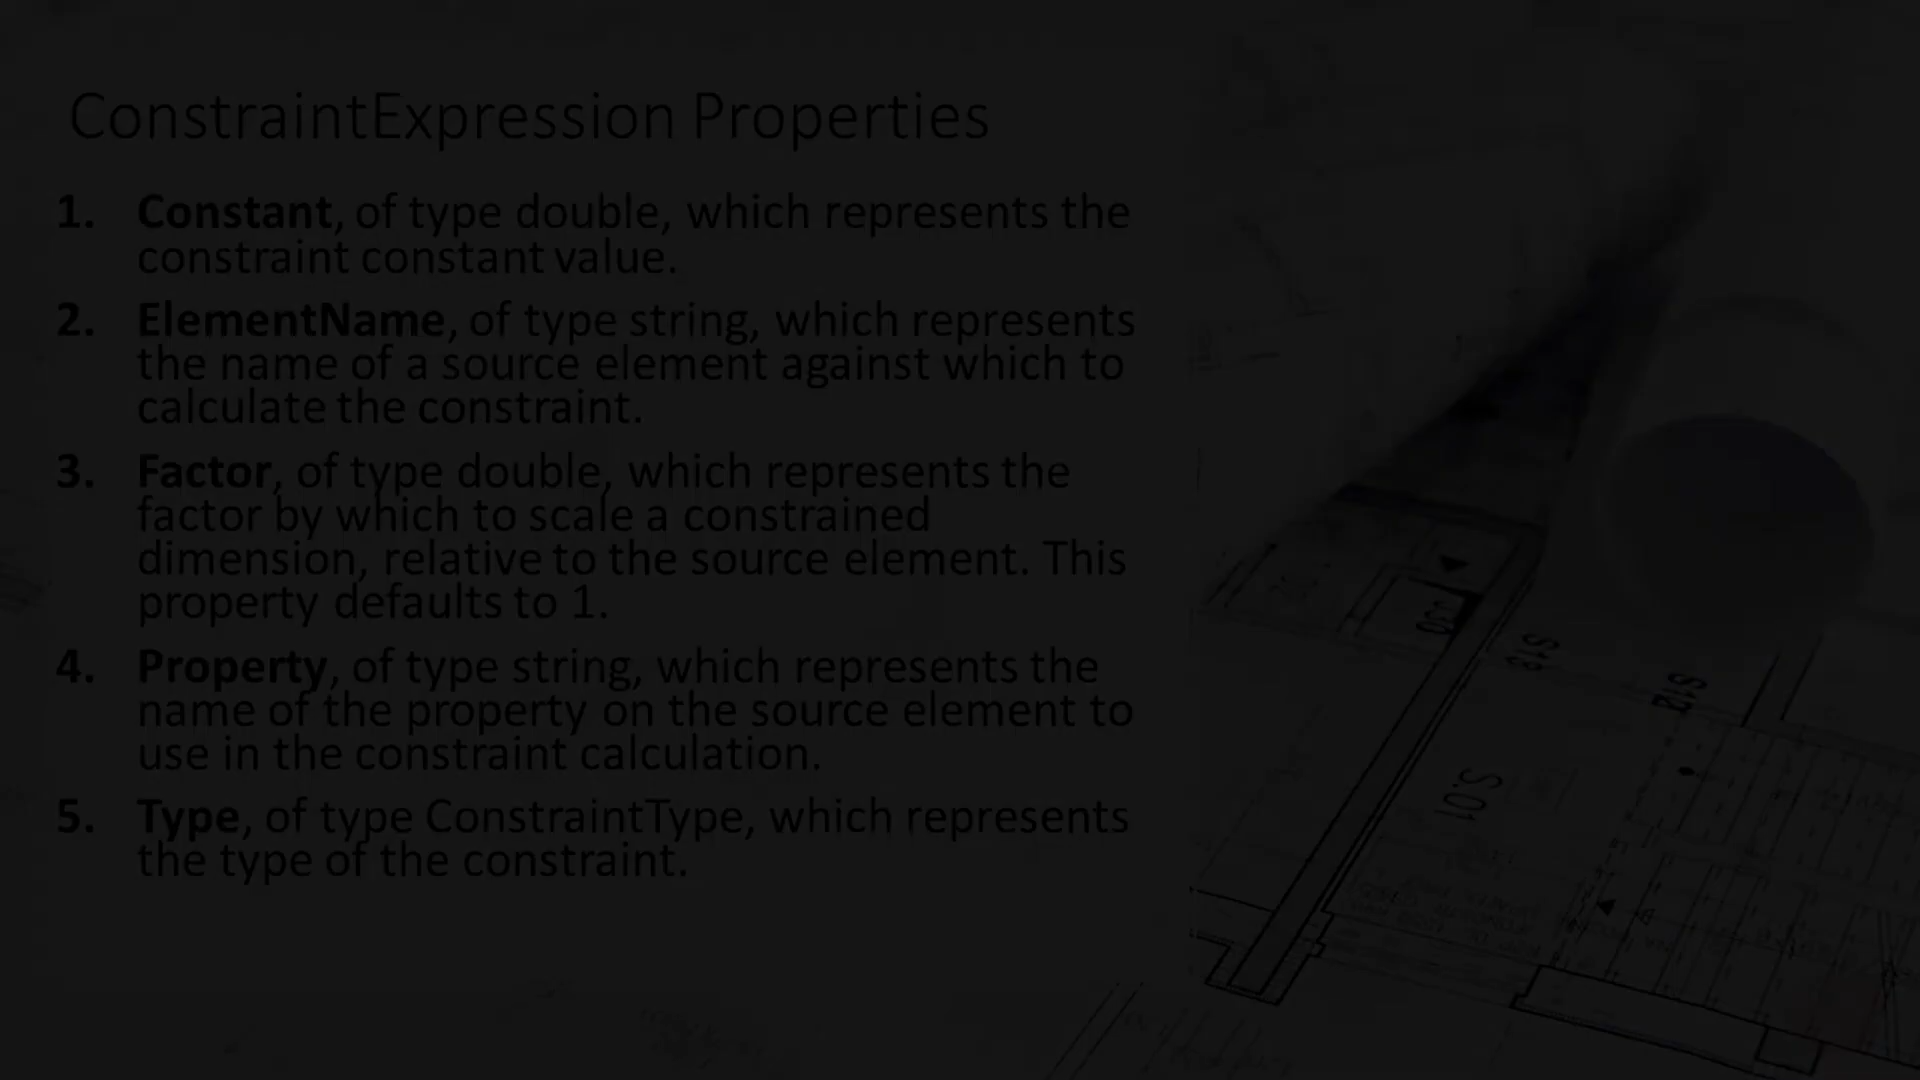 ConstraintExpression Properties
1. Constant, of type double, which represents the
constraint constant value.
2. ElementName, of type string, which represents
the name of a source element against which to
calculate the constraint.
3. Factor, of type double, which represents the
factor by which to scale a constrained
dimension, relative to the source element. This
property defaults to 1.
4. Property, of type string, which represents the
name of the property on the source element to
use in the constraint calculation.
5. Type, of type ConstraintType, which represents
the type of the constraint.
S.01